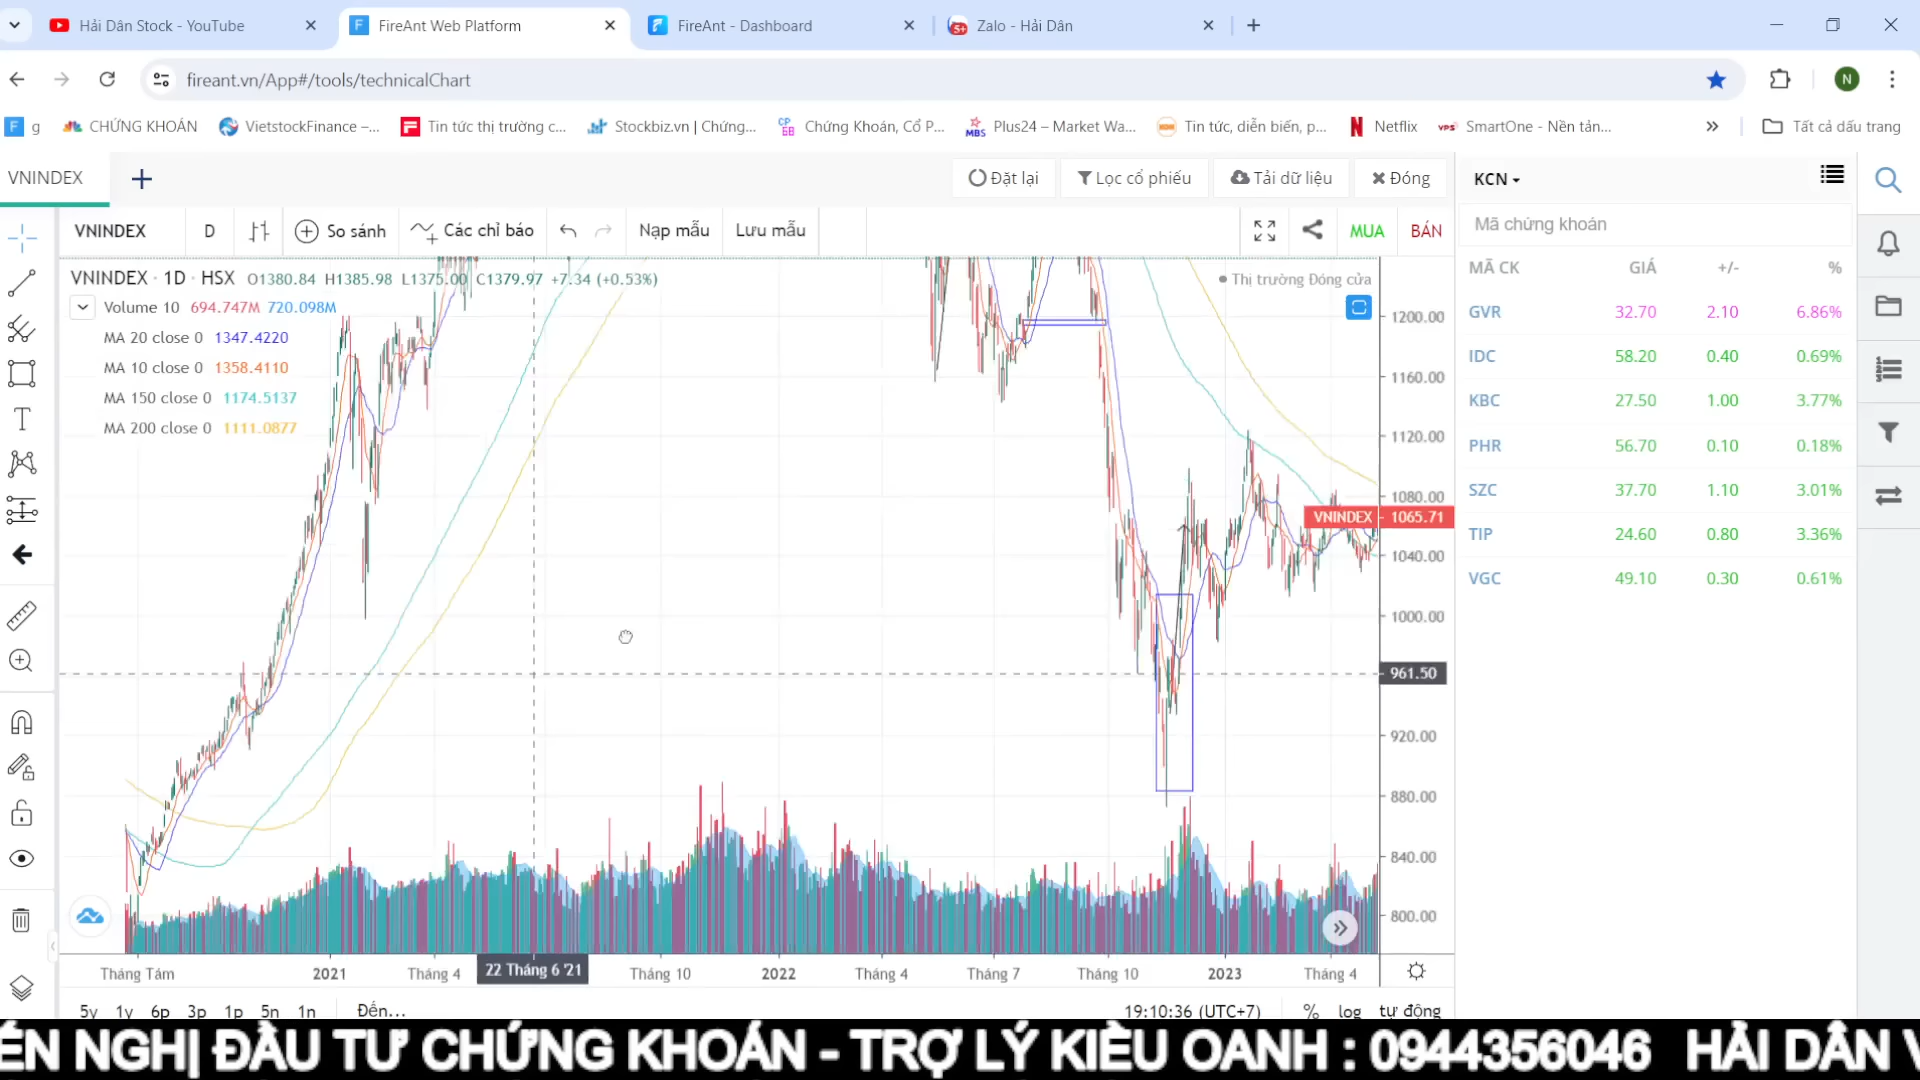 Hải Dân Stock - YouTube
FireAnt Web Platform
FireAnt - Dashboard
Zalo - Hải Dân
fireant.vn/App#/tools/technicalChart
N
g
CHỨNG KHOÁN
VietstockFinance –...
Tin tức thị trường c...
Stockbiz.vn | Chứng...
Chứng Khoán, Cổ P...
Plus24 – Market Wa...
Tin tức, diễn biến, p...
Netflix
SmartOne - Nền tản...
Tất cả dấu trang
VNINDEX
Đặt lại
Lọc cổ phiếu
Tải dữ liệu
Đóng
KCN
VNINDEX
D
So sánh
Các chỉ báo
Nạp mẫu
Lưu mẫu
MUA
BÁN
Mã chứng khoán
VNINDEX · 1D · HSX O1380.84 H1385.98 L1375.00 C1379.97 +7.34 (+0.53%)
Thị trường Đóng cửa
Volume 10 694.747M 720.098M
MA 20 close 0 1347.4220
MA 10 close 0 1358.4110
MA 150 close 0 1174.5137
MA 200 close 0 1111.0877
MÃ CK GIÁ +/- %
GVR 32.70 2.10 6.86%
IDC 58.20 0.40 0.69%
KBC 27.50 1.00 3.77%
PHR 56.70 0.10 0.18%
SZC 37.70 1.10 3.01%
TIP 24.60 0.80 3.36%
VGC 49.10 0.30 0.61%
1200.00
1160.00
1120.00
1080.00
VNINDEX 1065.71
1040.00
1000.00
961.50
920.00
880.00
840.00
800.00
Tháng Tám
2021
Tháng 4
22 Tháng 6 '21
Tháng 10
2022
Tháng 4
Tháng 7
Tháng 10
2023
Tháng 4
5y 1y 6p 3p 1p 5n 1n Đến...
19:10:36 (UTC+7) % log tự động
ẾN NGHỊ ĐẦU TƯ CHỨNG KHOÁN - TRỢ LÝ KIỀU OANH : 0944356046 HẢI DÂN V